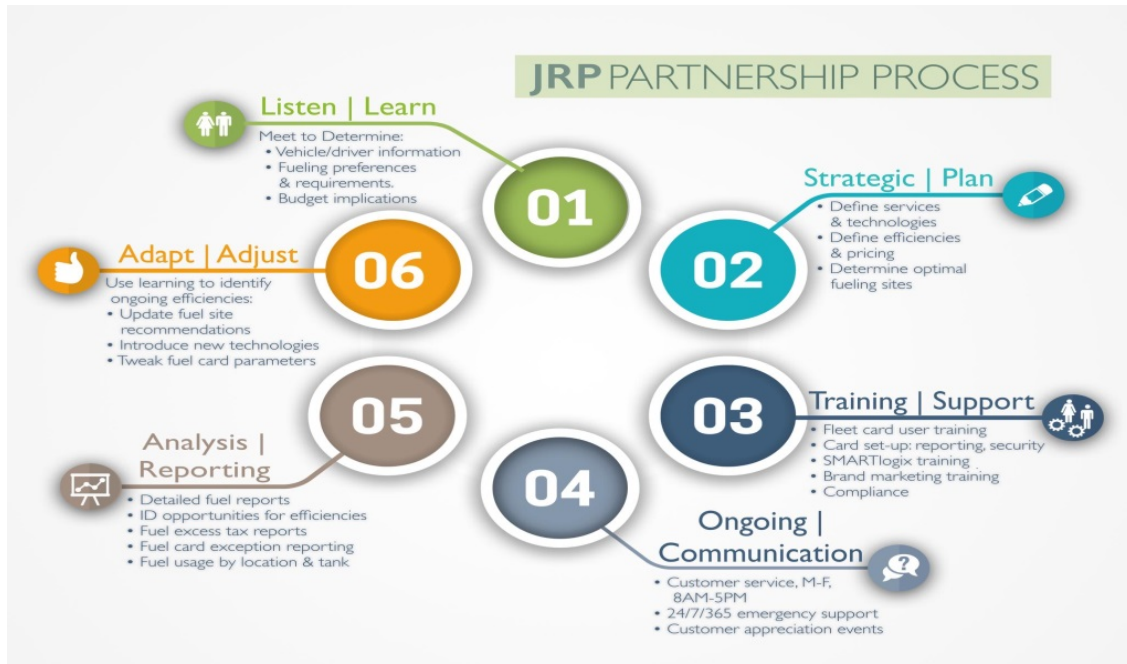 JRP PARTNERSHIP PROCESS
Listen | Learn
Meet to Determine:
• Vehicle/driver information
• Fueling preferences
& requirements.
• Budget implications
01
Strategic | Plan
• Define services
& technologies
• Define efficiencies
& pricing
• Determine optimal
fueling sites
02
Training | Support
• Fleet card user training
• Card set-up: reporting, security
• SMARTlogix training
• Brand marketing training
• Compliance
03
Ongoing |
Communication
• Customer service, M-F,
8AM-5PM
• 24/7/365 emergency support
• Customer appreciation events
04
?
Analysis |
Reporting
• Detailed fuel reports
• ID opportunities for efficiencies
• Fuel excess tax reports
• Fuel card exception reporting
• Fuel usage by location & tank
05
Adapt | Adjust
Use learning to identify
ongoing efficiencies:
• Update fuel site
recommendations
• Introduce new technologies
• Tweak fuel card parameters
06